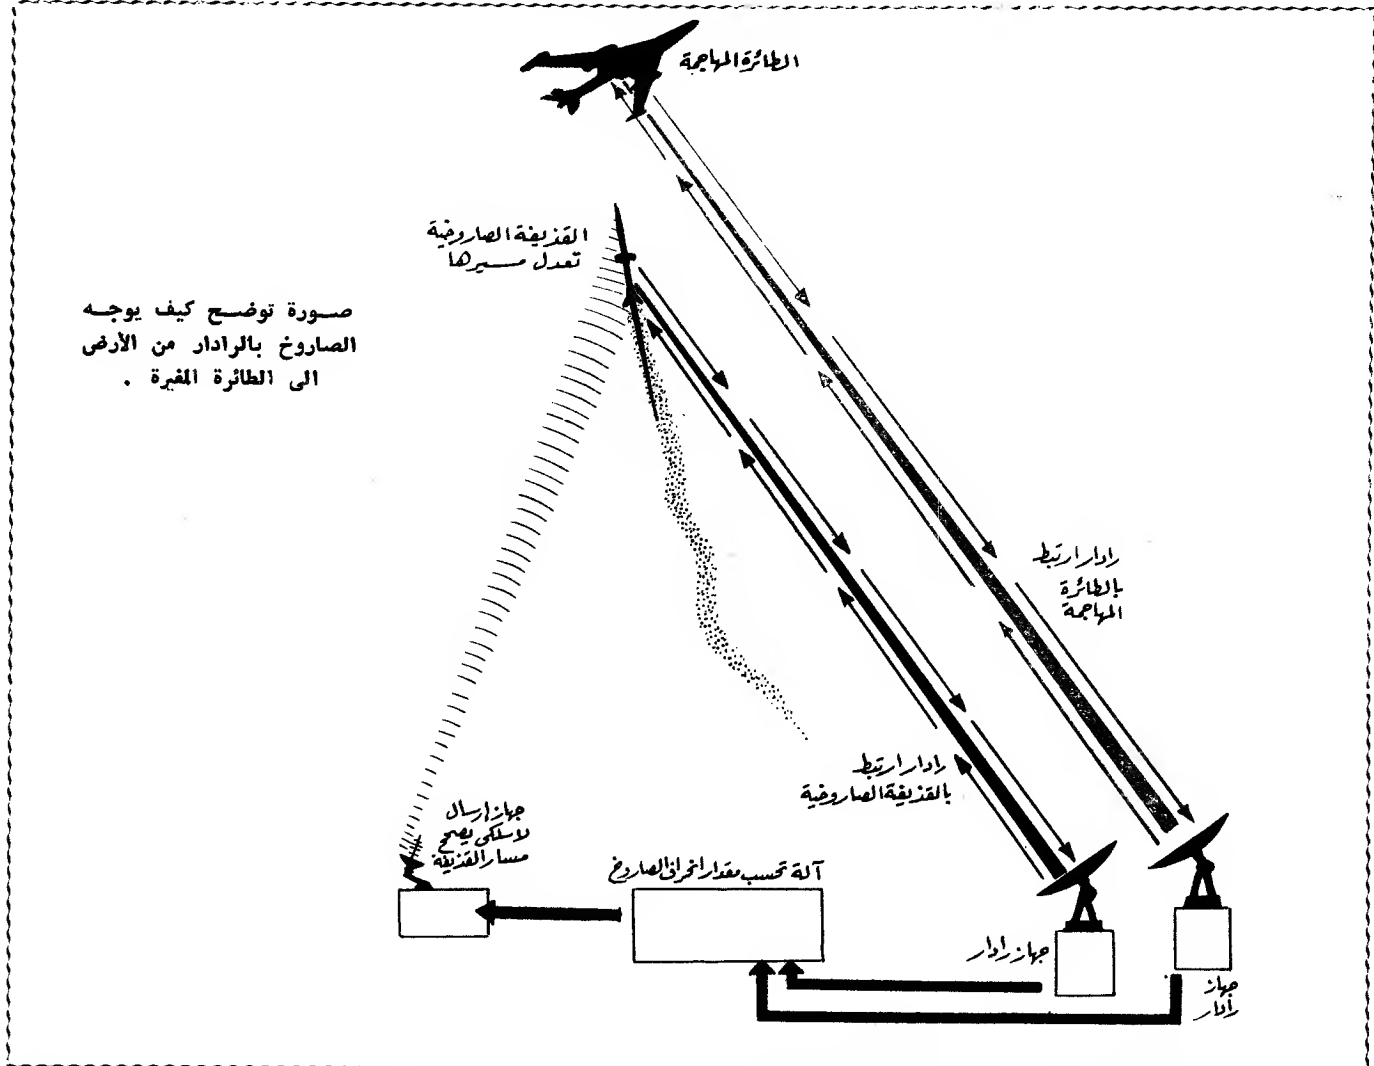 الطائرة المهاجمة
القذيفة الصاروخية
تعدل مسيرها
صورة توضح كيف يوجه
الصاروخ بالرادار من الأرض
الى الطائرة المغيرة .
رادار ارتبط
بالطائرة
المهاجمة
رادار ارتبط
بالقذيفة الصاروخية
جهاز ارسال
لاسلكى يصحح
مسار القذيفة
آلة تحسب مقدار انحراف الصاروخ
جهاز رادار
جهاز
رادار